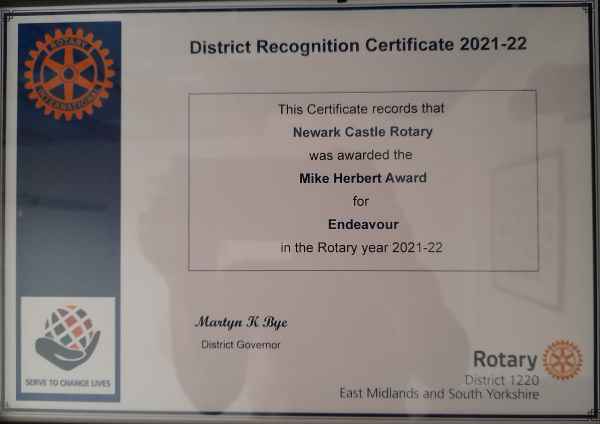 ROTARY
INTERNATIONAL
District Recognition Certificate 2021-22
This Certificate records that
Newark Castle Rotary
was awarded the
Mike Herbert Award
for
Endeavour
in the Rotary year 2021-22
Martyn K Bye
District Governor
SERVE TO CHANGE LIVES
Rotary
District 1220
East Midlands and South Yorkshire